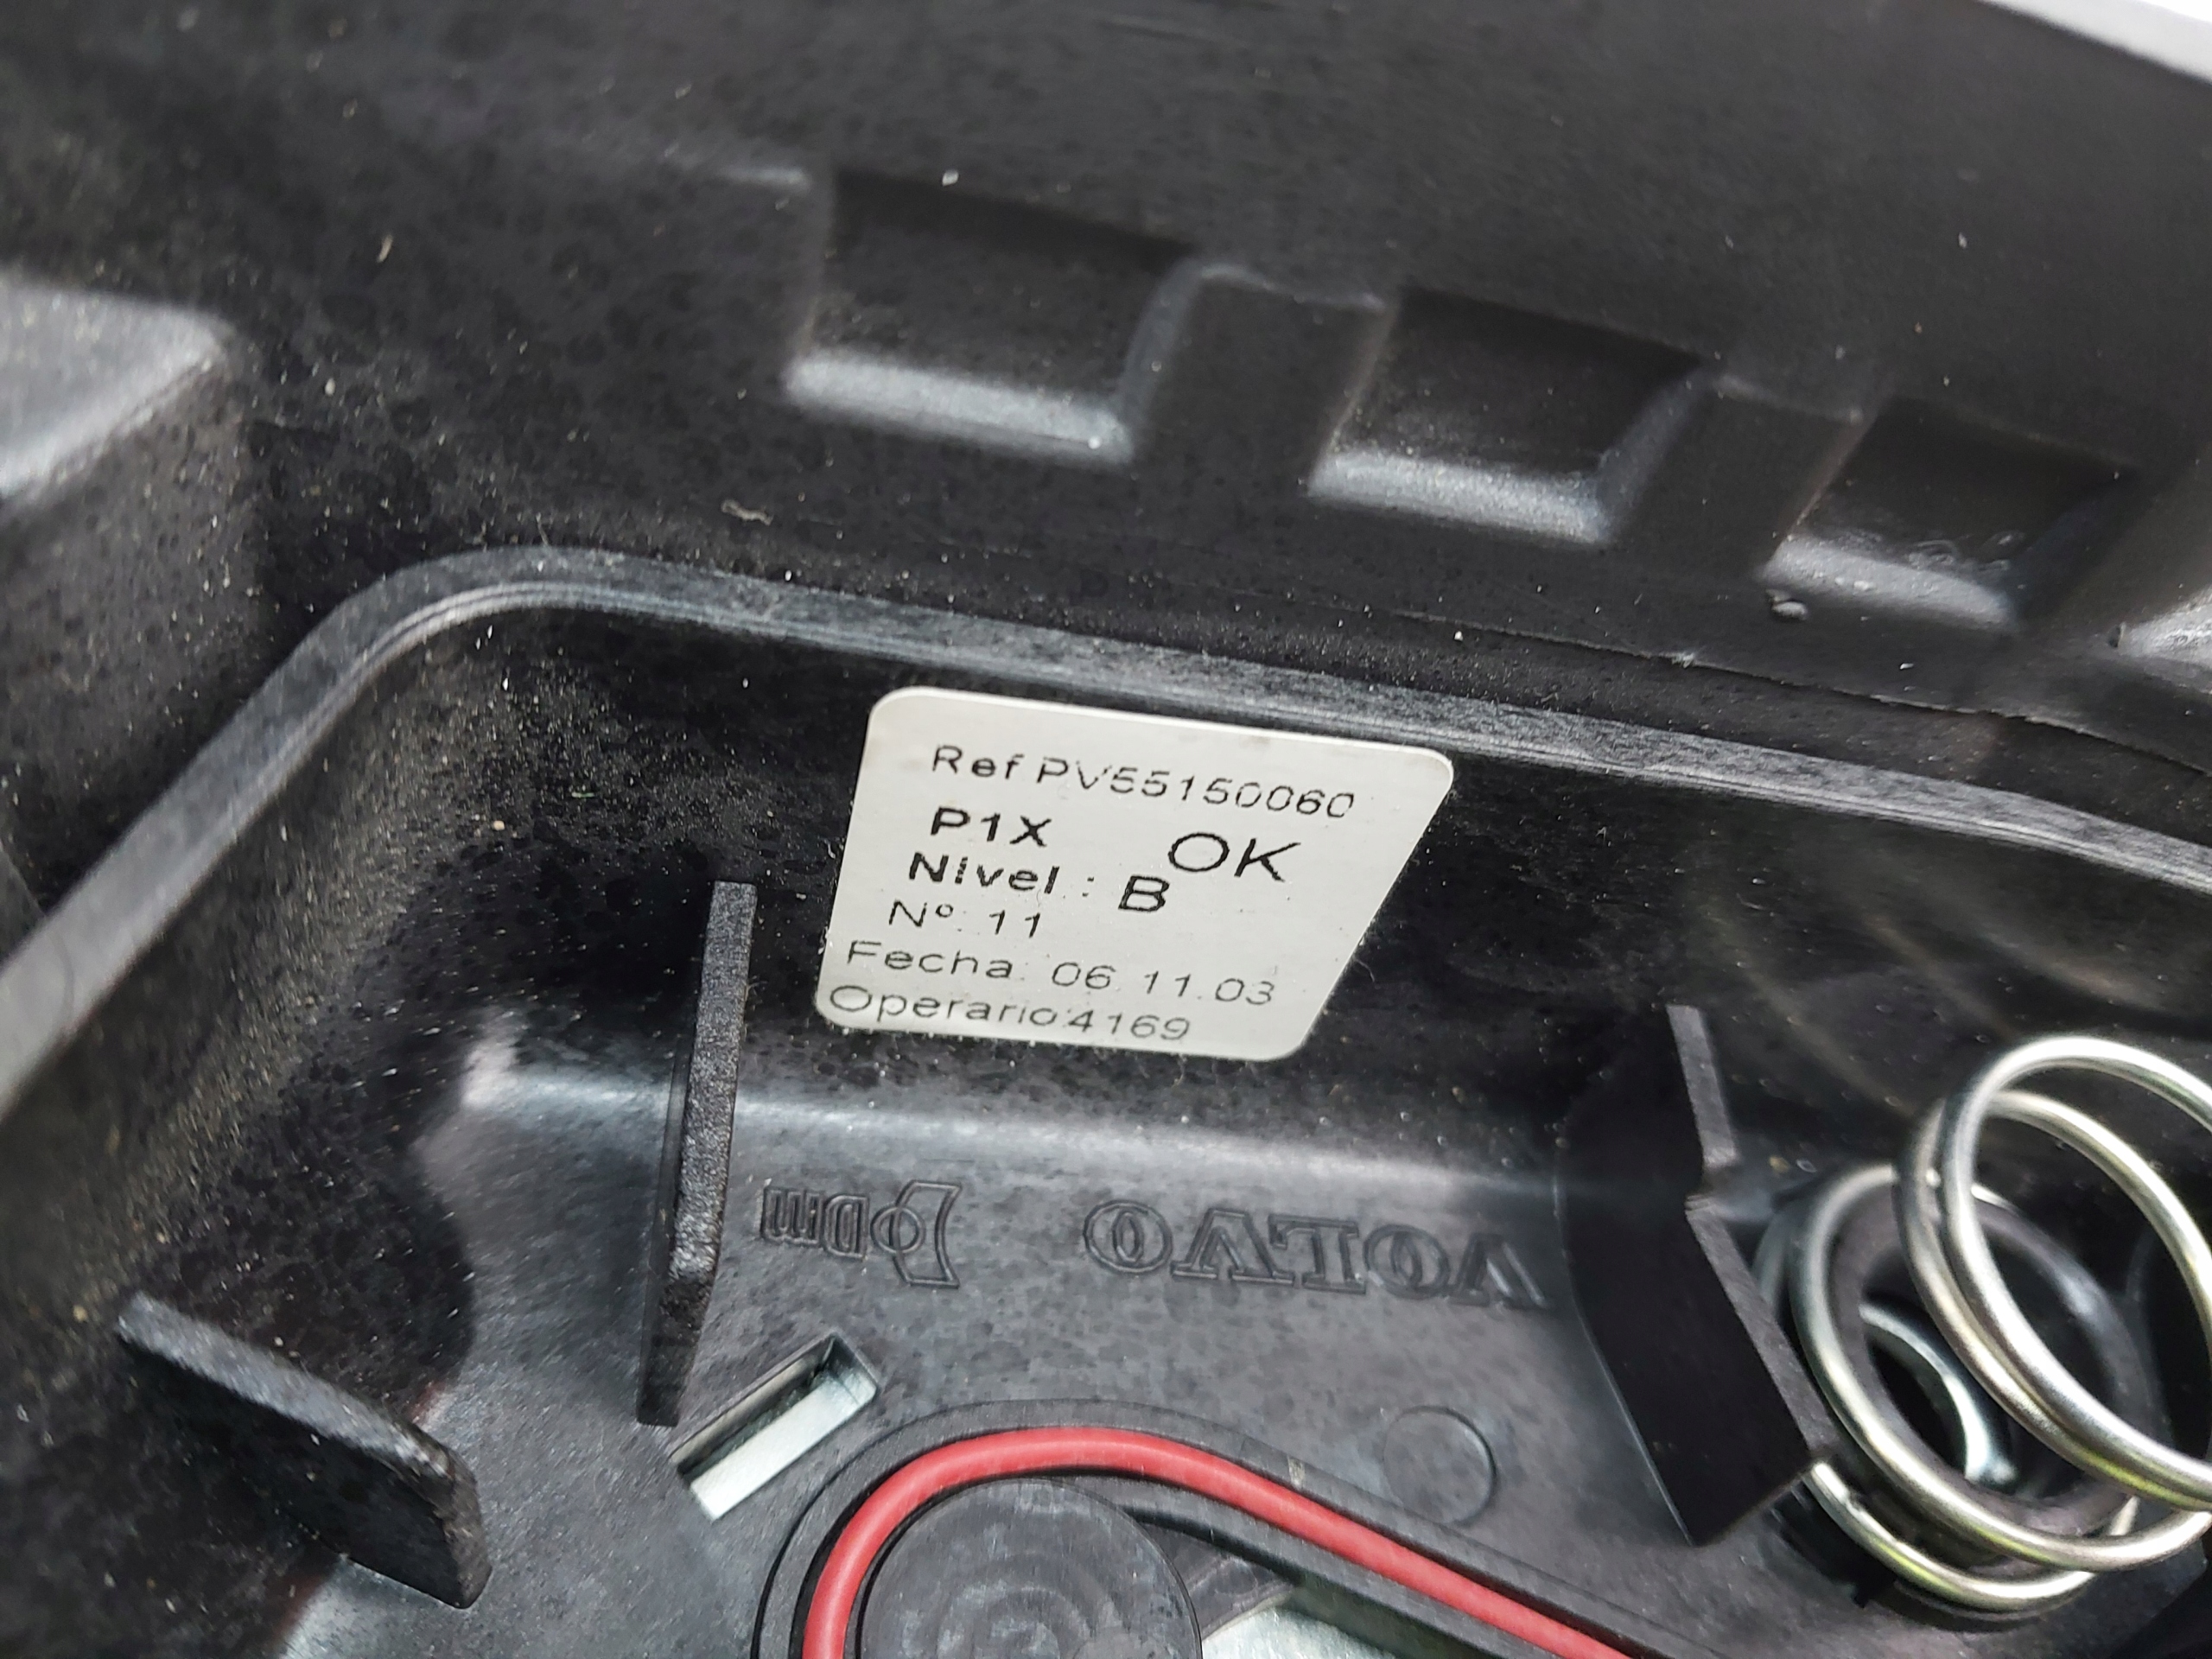 Ref PV55150060
P1X OK
Nivel : B
Nº: 11
Fecha: 06.11.03
Operario:4169
VOLVO